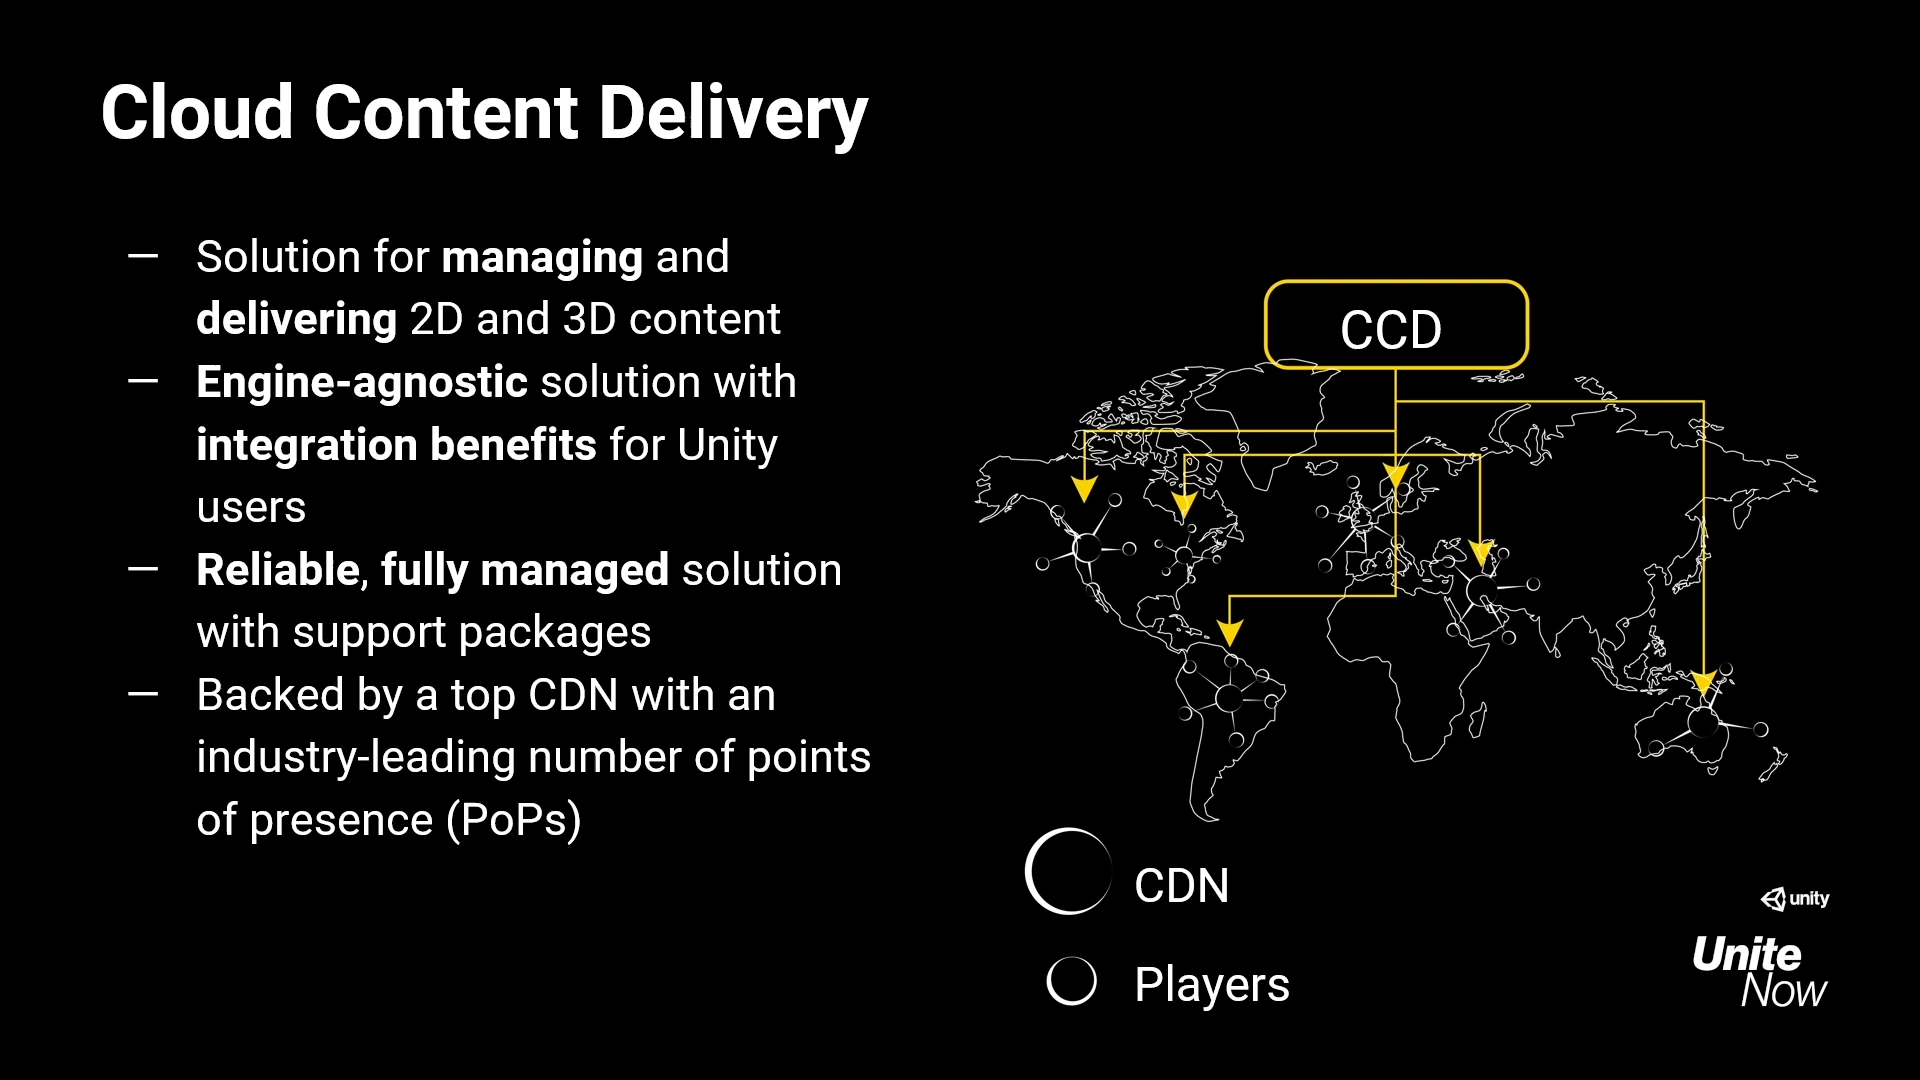 Cloud Content Delivery
— Solution for managing and
delivering 2D and 3D content
— Engine-agnostic solution with
integration benefits for Unity
users
— Reliable, fully managed solution
with support packages
— Backed by a top CDN with an
industry-leading number of points
of presence (PoPs)
CCD
CDN
Players
unity
Unite
Now